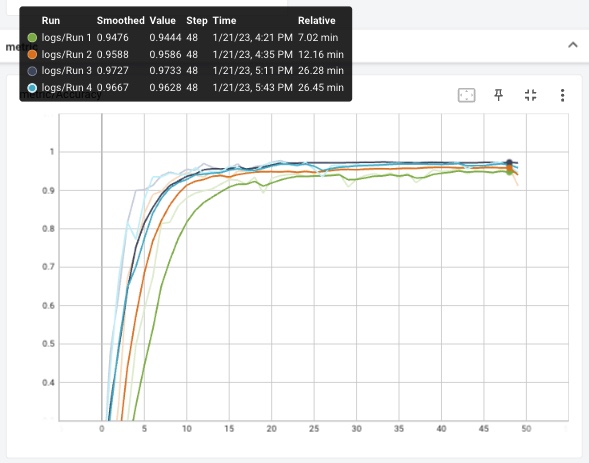 Run Smoothed Value Step Time Relative
logs/Run 1 0.9476 0.9444 48 1/21/23, 4:21 PM 7.02 min
logs/Run 2 0.9588 0.9586 48 1/21/23, 4:35 PM 12.16 min
logs/Run 3 0.9727 0.9733 48 1/21/23, 5:11 PM 26.28 min
logs/Run 4 0.9667 0.9628 48 1/21/23, 5:43 PM 26.45 min
1
0.9
0.8
0.7
0.6
0.5
0.4
0 5 10 15 20 25 30 35 40 45 50